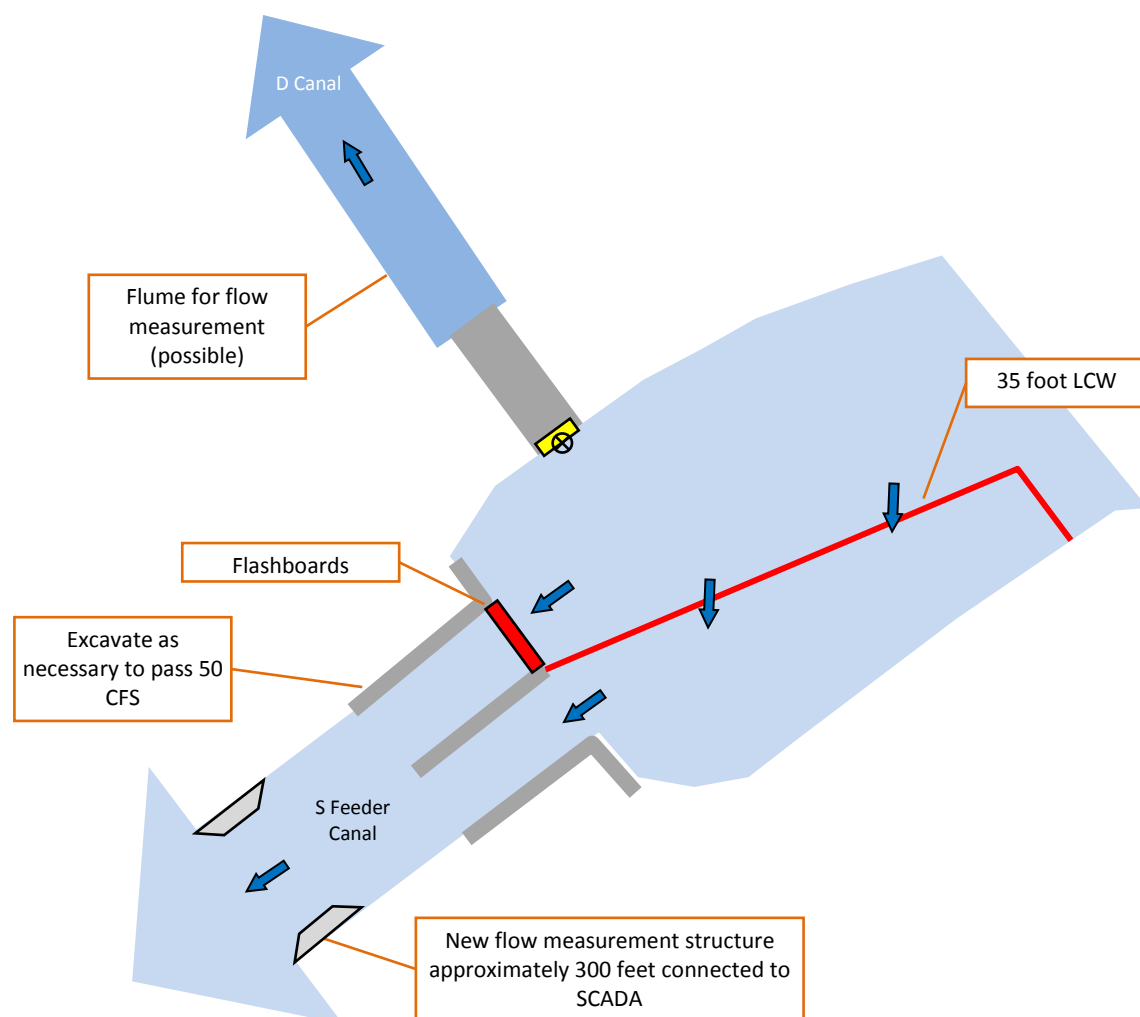 D Canal
Flume for flow
measurement
(possible)
35 foot LCW
Flashboards
Excavate as
necessary to pass 50
CFS
S Feeder
Canal
New flow measurement structure
approximately 300 feet connected to
SCADA